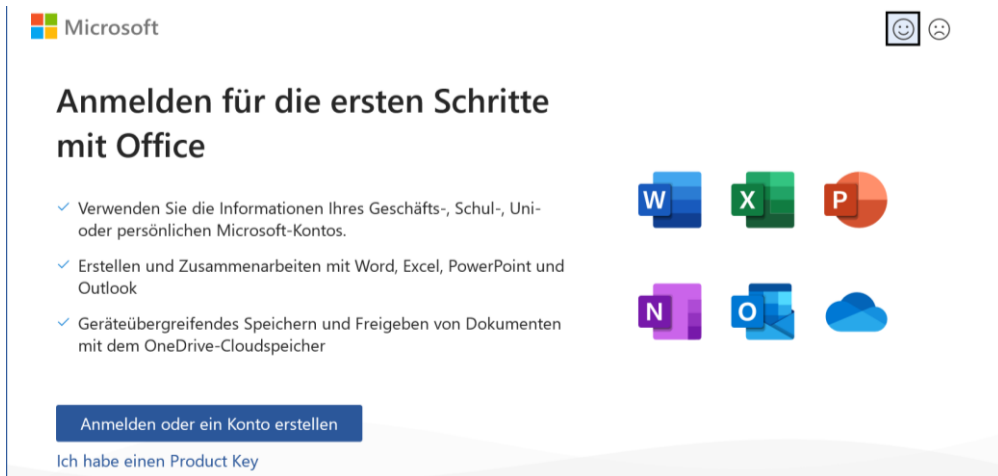 Microsoft
Anmelden für die ersten Schritte
mit Office
Verwenden Sie die Informationen Ihres Geschäfts-, Schul-, Uni-
oder persönlichen Microsoft-Kontos.
Erstellen und Zusammenarbeiten mit Word, Excel, PowerPoint und
Outlook
Geräteübergreifendes Speichern und Freigeben von Dokumenten
mit dem OneDrive-Cloudspeicher
W X P
N O
Anmelden oder ein Konto erstellen
Ich habe einen Product Key